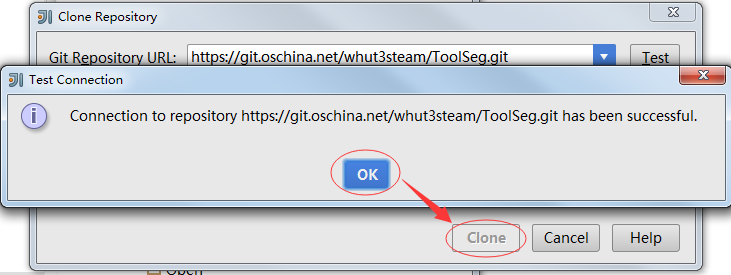 Clone Repository
Git Repository URL: https://git.oschina.net/whut3steam/ToolSeg.git Test
Test Connection
Connection to repository https://git.oschina.net/whut3steam/ToolSeg.git has been successful.
OK
Clone Cancel Help
Open